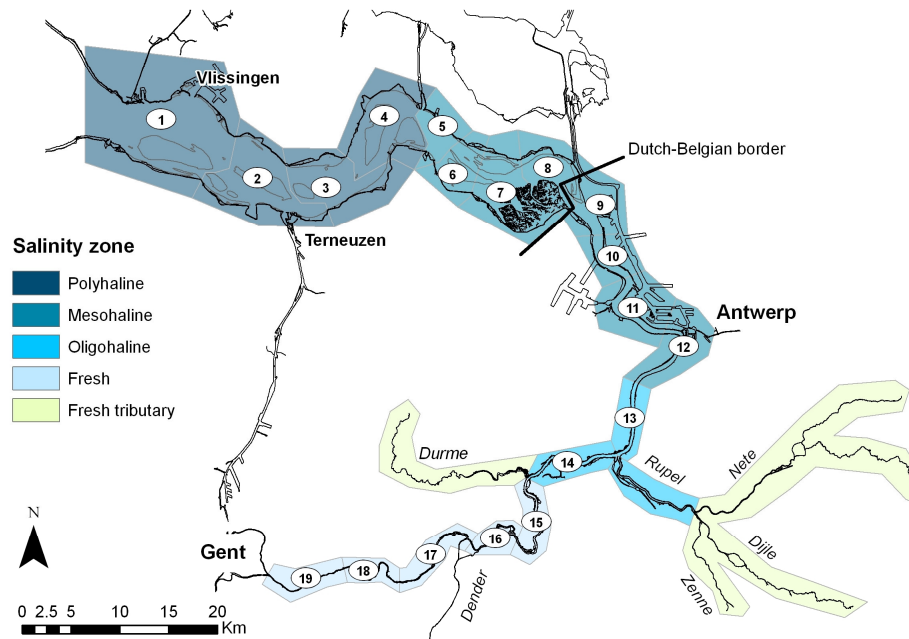 Vlissingen
1
4
5
Dutch-Belgian border
2
3
6
7
8
9
Terneuzen
Salinity zone
Polyhaline
Mesohaline
Oligohaline
Fresh
Fresh tributary
10
11
Antwerp
12
13
Durme
14
Rupel
Nete
N
15
16
17
Gent
18
19
Dender
Dijle
Zenne
0 2.5 5 10 15 20
Km